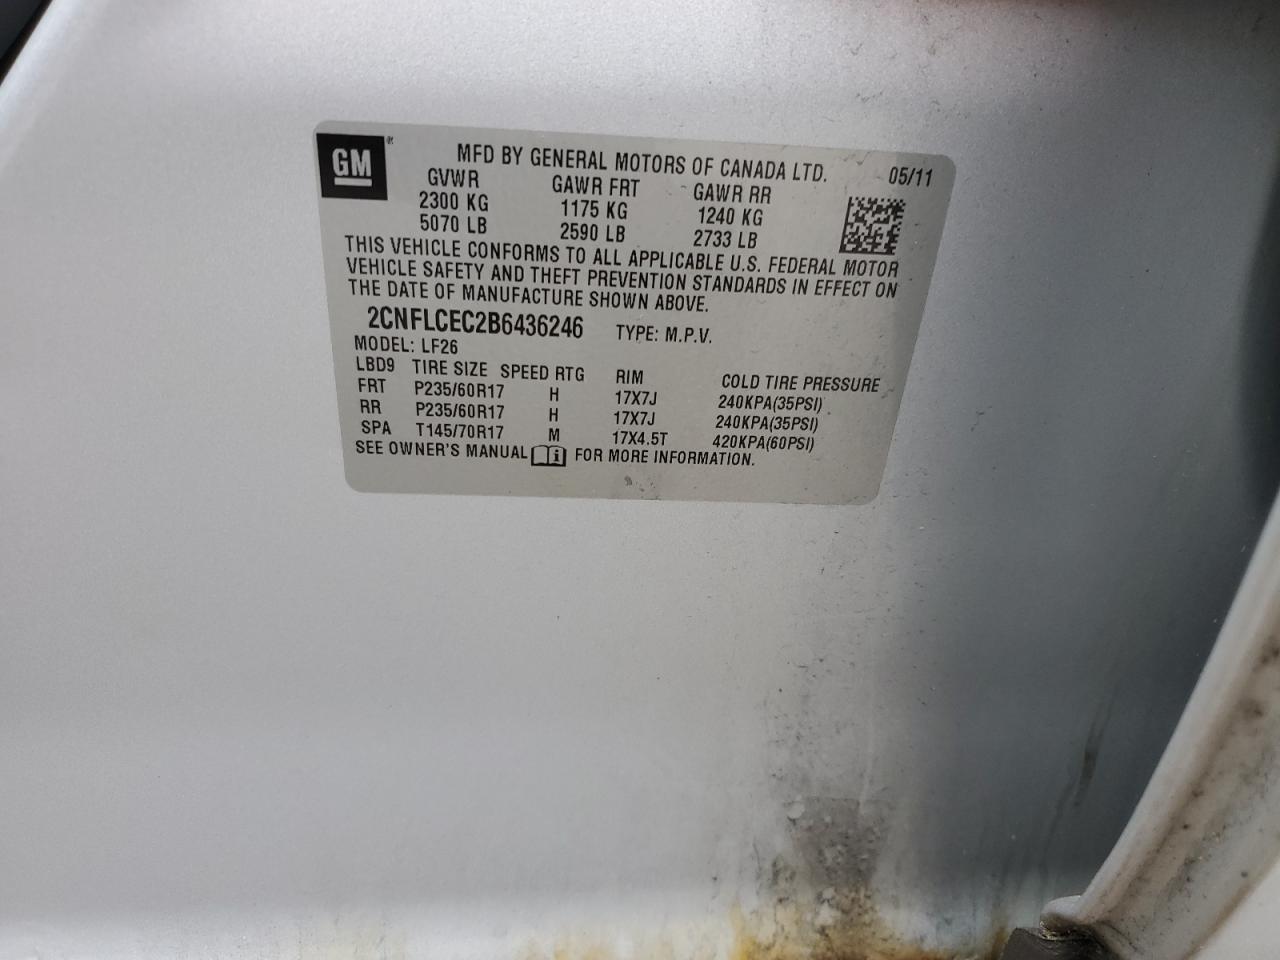 GM®
MFD BY GENERAL MOTORS OF CANADA LTD. 05/11
GVWR GAWR FRT GAWR RR
2300 KG 1175 KG 1240 KG
5070 LB 2590 LB 2733 LB
THIS VEHICLE CONFORMS TO ALL APPLICABLE U.S. FEDERAL MOTOR
VEHICLE SAFETY AND THEFT PREVENTION STANDARDS IN EFFECT ON
THE DATE OF MANUFACTURE SHOWN ABOVE.
2CNFLCEC2B6436246 TYPE: M.P.V.
MODEL: LF26
LBD9 TIRE SIZE SPEED RTG RIM COLD TIRE PRESSURE
FRT P235/60R17 H 17X7J 240KPA(35PSI)
RR P235/60R17 H 17X7J 240KPA(35PSI)
SPA T145/70R17 M 17X4.5T 420KPA(60PSI)
SEE OWNER'S MANUAL i FOR MORE INFORMATION.